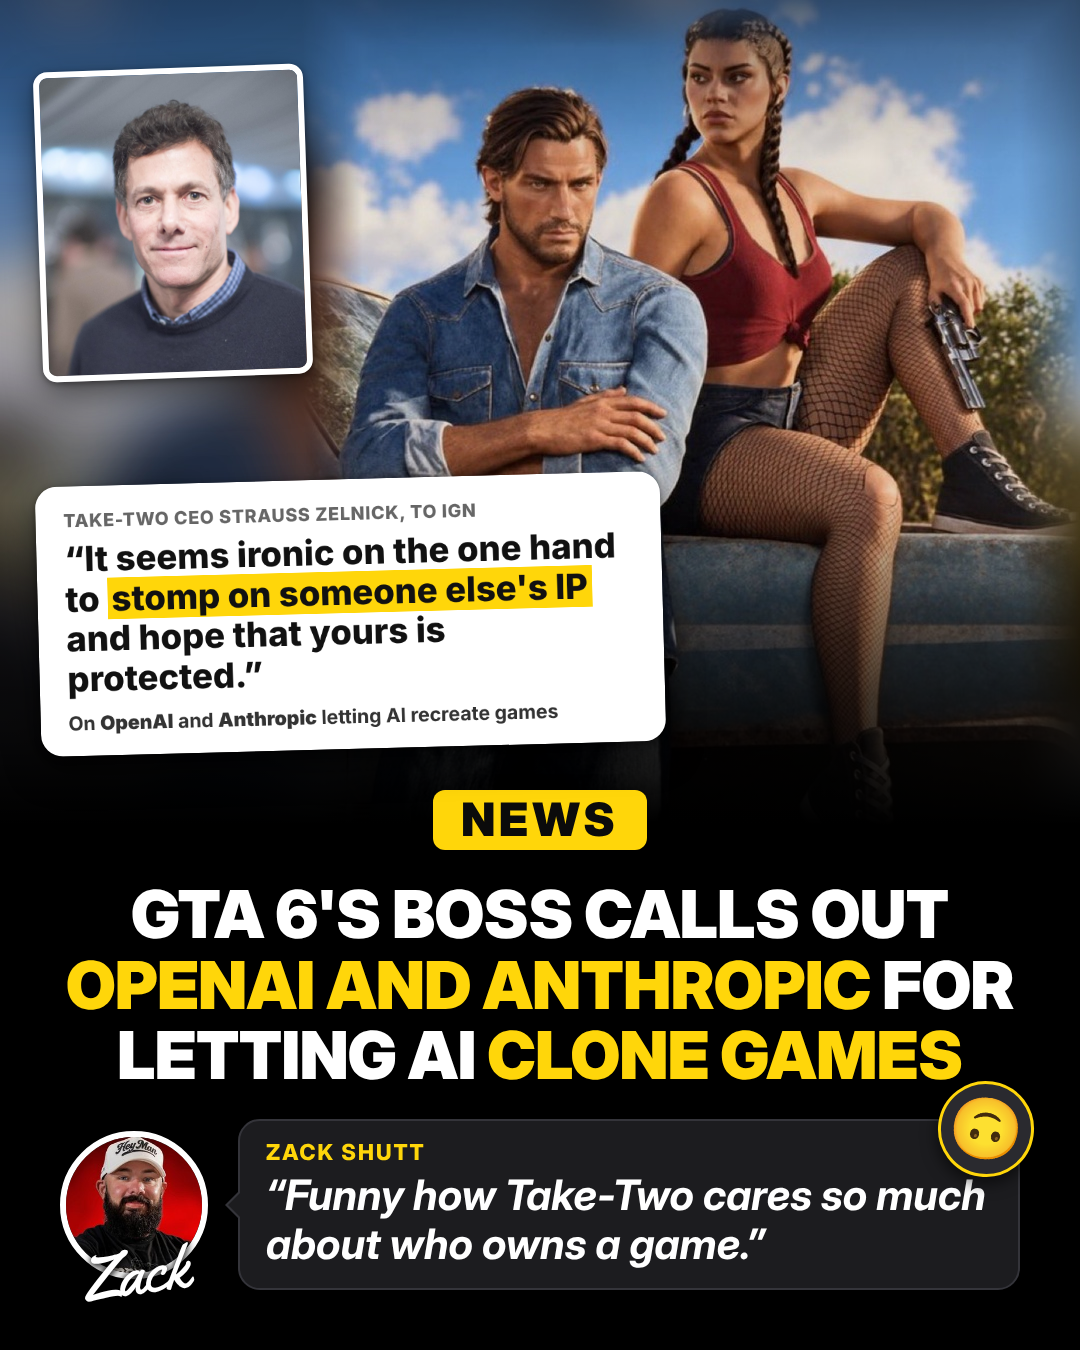 TAKE-TWO CEO STRAUSS ZELNICK, TO IGN
“It seems ironic on the one hand
to stomp on someone else's IP
and hope that yours is
protected.”
On OpenAI and Anthropic letting AI recreate games
NEWS
GTA 6'S BOSS CALLS OUT
OPENAI AND ANTHROPIC FOR
LETTING AI CLONE GAMES
Hey Man
ZACK SHUTT
“Funny how Take-Two cares so much
about who owns a game.”
Zack